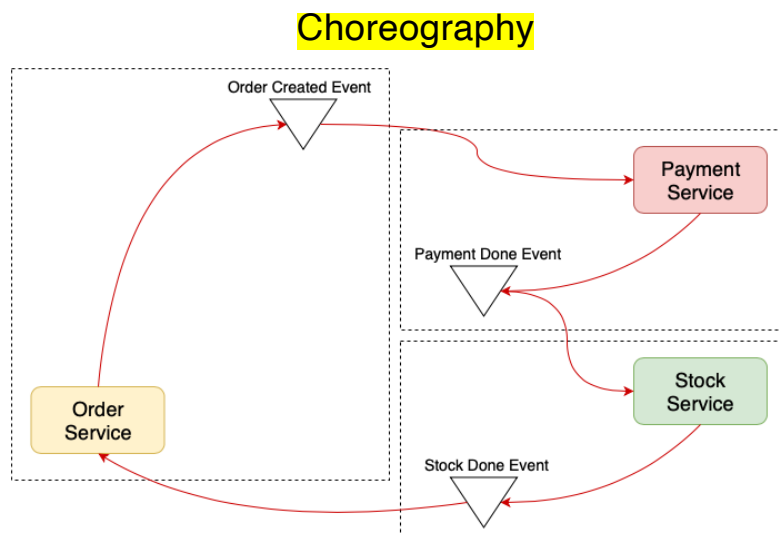 Choreography
Order Created Event
Payment
Service
Payment Done Event
Stock
Service
Order
Service
Stock Done Event